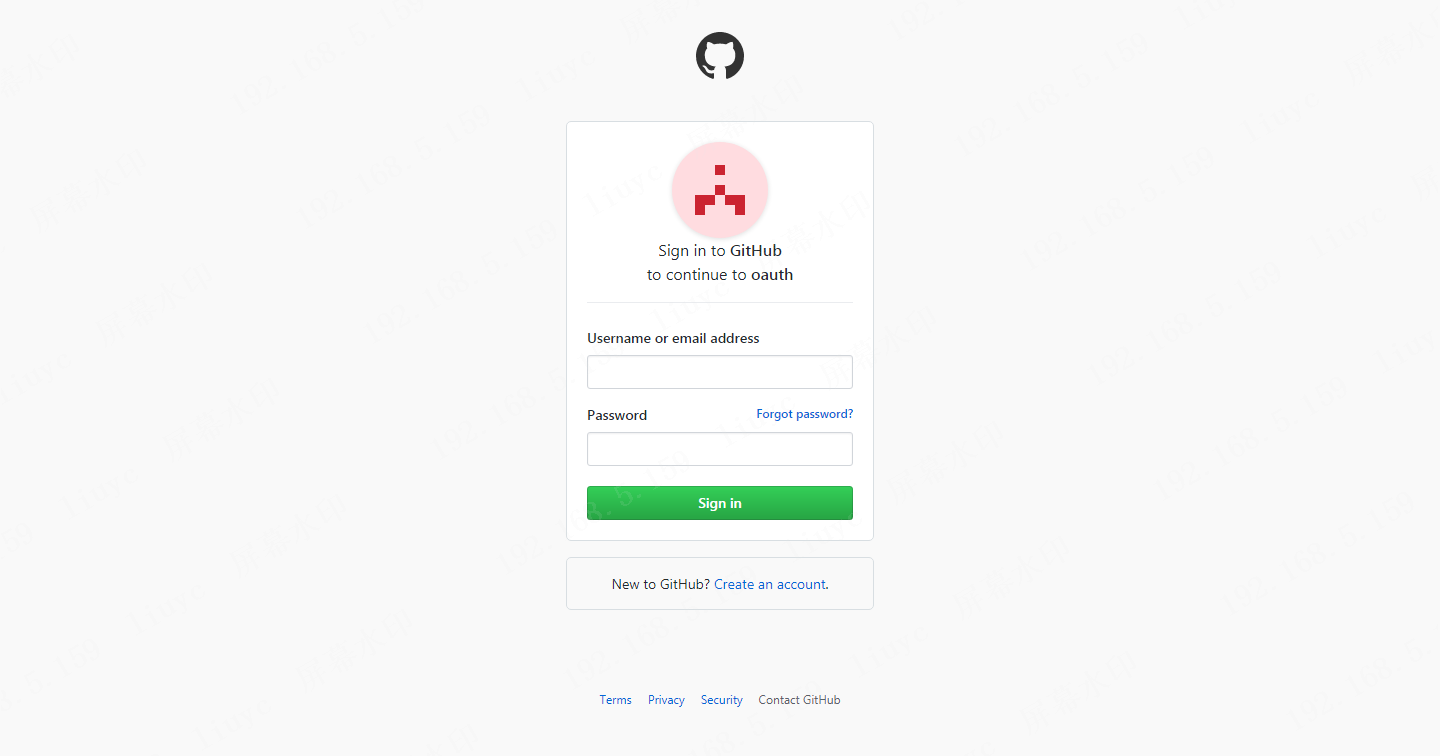 Sign in to GitHub
to continue to oauth
Username or email address
Password
Forgot password?
Sign in
New to GitHub? Create an account.
Terms
Privacy
Security
Contact GitHub